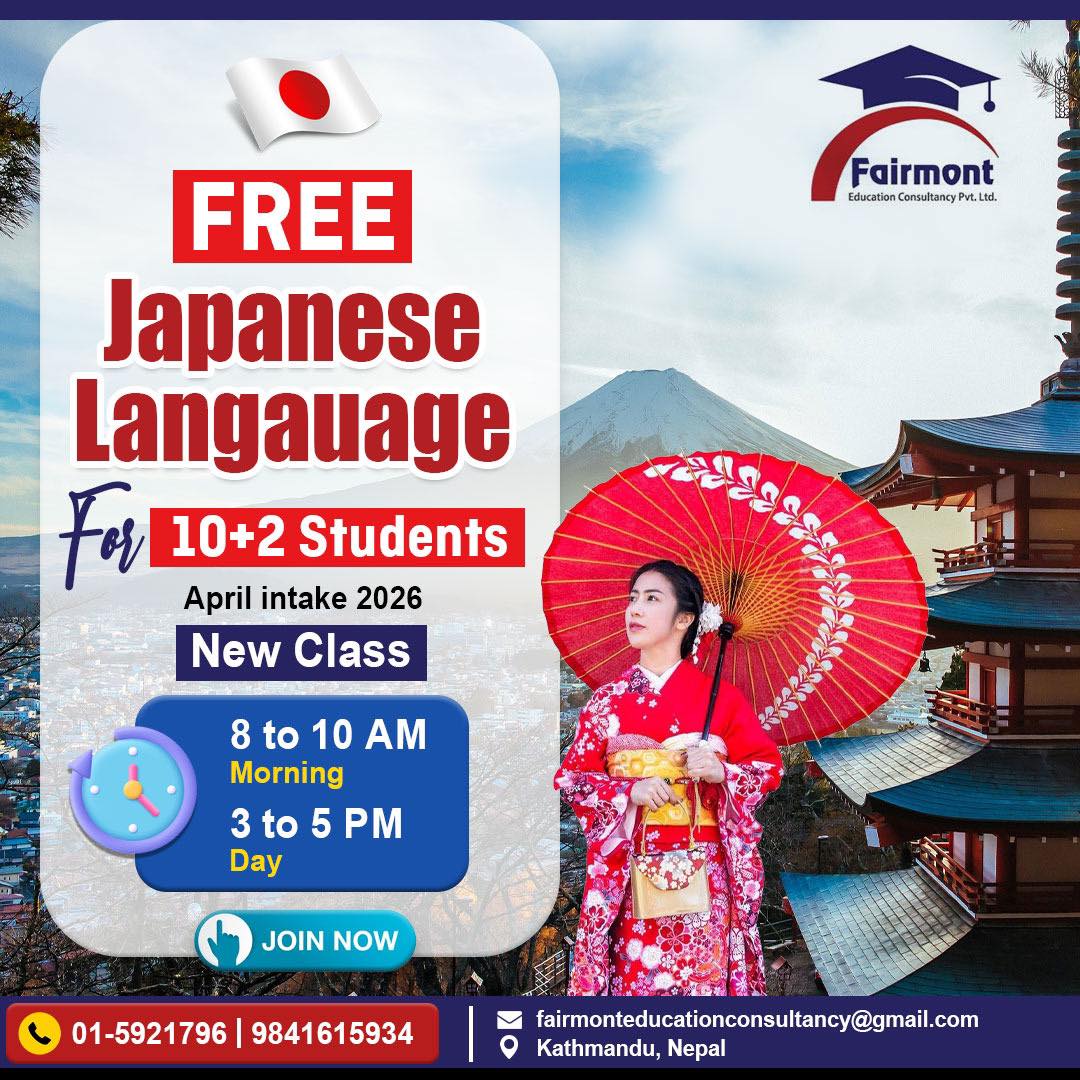 Fairmont
Education Consultancy Pvt. Ltd.
FREE
Japanese
Langauage
For 10+2 Students
April intake 2026
New Class
8 to 10 AM
Morning
3 to 5 PM
Day
JOIN NOW
01-5921796 | 9841615934
fairmonteducationconsultancy@gmail.com
Kathmandu, Nepal